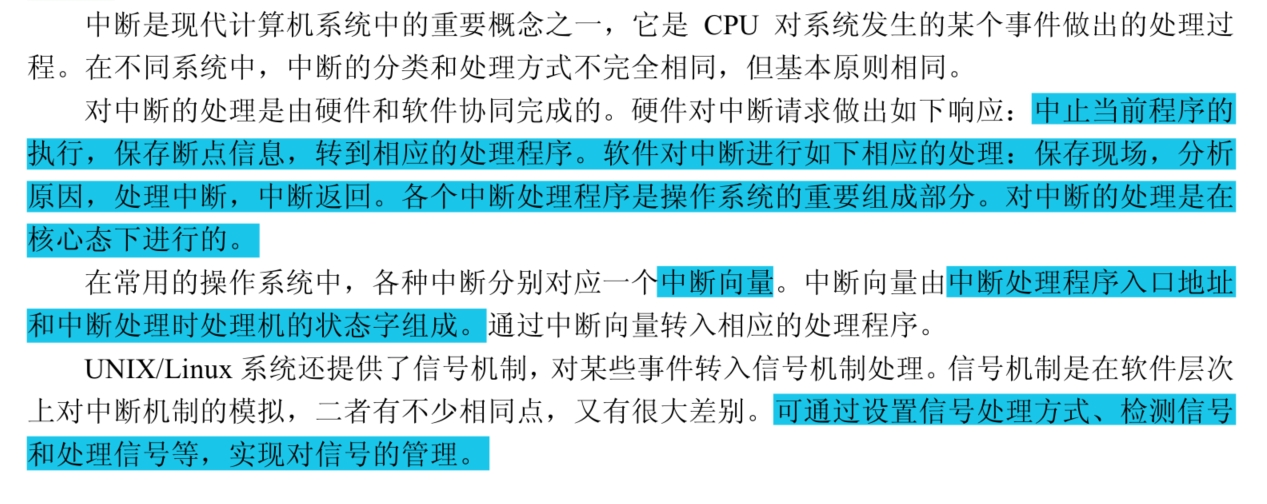 中断是现代计算机系统中的重要概念之一，它是 CPU 对系统发生的某个事件做出的处理过
程。在不同系统中，中断的分类和处理方式不完全相同，但基本原则相同。
对中断的处理是由硬件和软件协同完成的。硬件对中断请求做出如下响应：中止当前程序的
执行，保存断点信息，转到相应的处理程序。软件对中断进行如下相应的处理：保存现场，分析
原因，处理中断，中断返回。各个中断处理程序是操作系统的重要组成部分。对中断的处理是在
核心态下进行的。
在常用的操作系统中，各种中断分别对应一个中断向量。中断向量由中断处理程序入口地址
和中断处理时处理机的状态字组成。通过中断向量转入相应的处理程序。
UNIX/Linux 系统还提供了信号机制，对某些事件转入信号机制处理。信号机制是在软件层次
上对中断机制的模拟，二者有不少相同点，又有很大差别。可通过设置信号处理方式、检测信号
和处理信号等，实现对信号的管理。